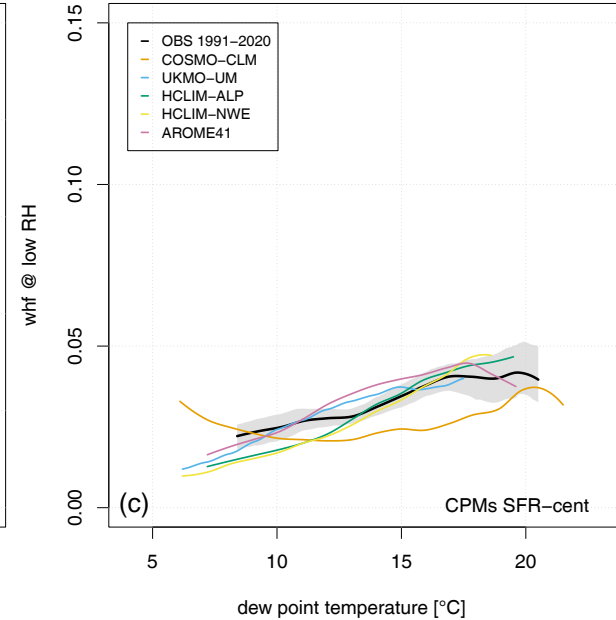 0.15
OBS 1991−2020
COSMO−CLM
UKMO−UM
HCLIM−ALP
HCLIM−NWE
AROME41
0.10
whf @ low RH
0.05
0.00
(c)
CPMs SFR−cent
5 10 15 20
dew point temperature [°C]